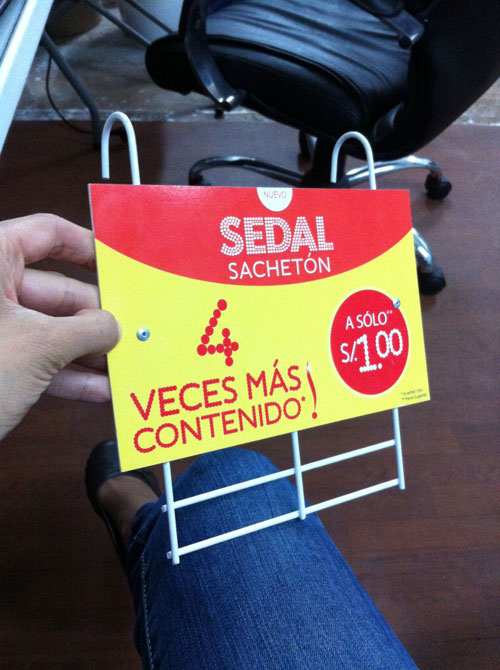 NUEVO
SEDAL
SACHETÓN
4
VECES MÁS
CONTENIDO*!
A SÓLO**
S/.1.00